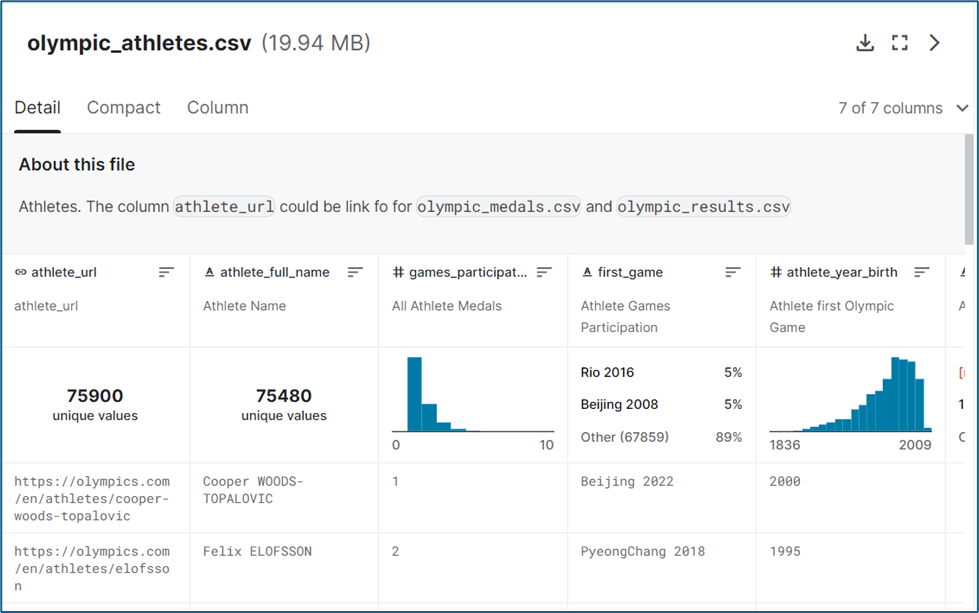 olympic_athletes.csv (19.94 MB)
Detail Compact Column 7 of 7 columns
About this file
Athletes. The column athlete_url could be link fo for olympic_medals.csv and olympic_results.csv
athlete_url athlete_full_name # games_participat... first_game # athlete_year_birth
athlete_url Athlete Name All Athlete Medals Athlete Games Athlete first Olympic
Participation Game
75900
unique values
75480
unique values
0 10
Rio 2016 5%
Beijing 2008 5%
Other (67859) 89%
1836 2009
https://olympics.com
/en/athletes/cooper-
woods-topalovic
Cooper WOODS-
TOPALOVIC
1
Beijing 2022
2000
https://olympics.com
/en/athletes/elofsso
n
Felix ELOFSSON
2
PyeongChang 2018
1995